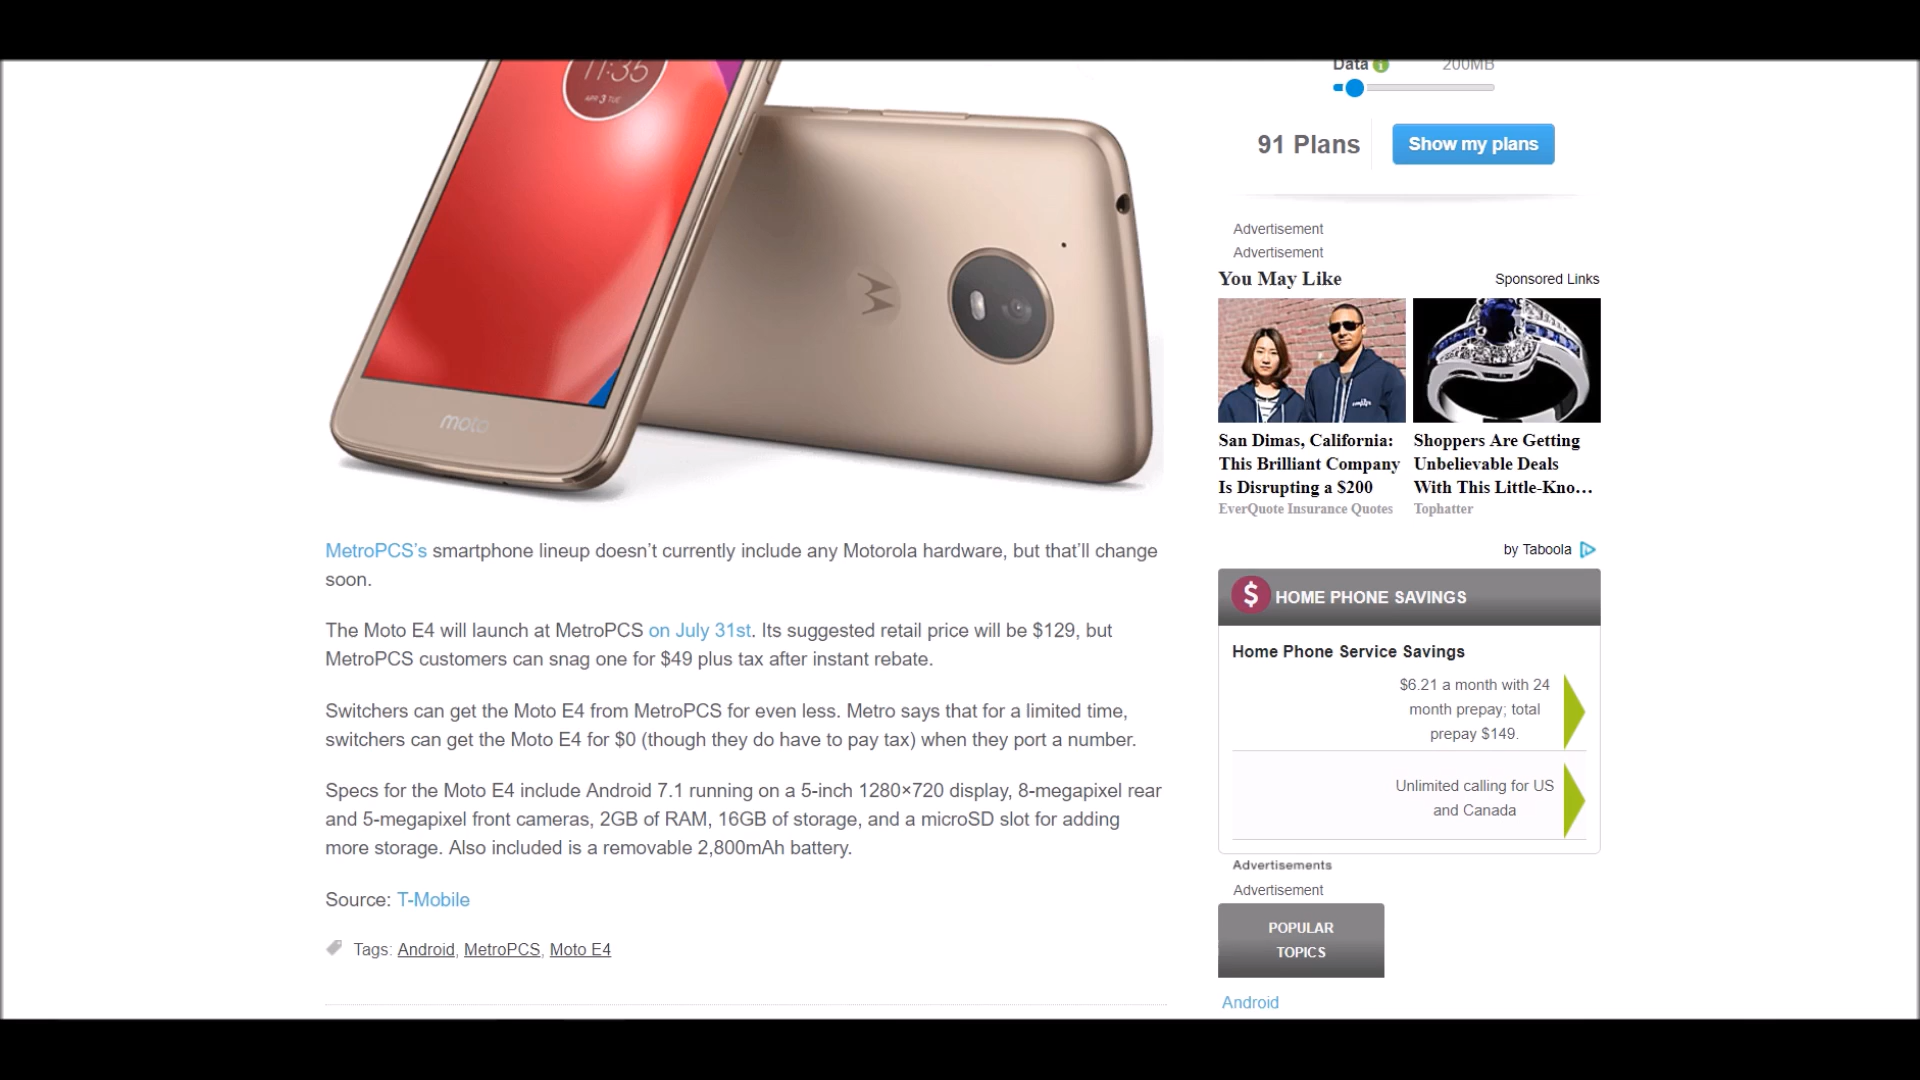 11:35
APR 3 TUE
moto
MetroPCS’s smartphone lineup doesn’t currently include any Motorola hardware, but that’ll change
soon.
The Moto E4 will launch at MetroPCS on July 31st. Its suggested retail price will be $129, but
MetroPCS customers can snag one for $49 plus tax after instant rebate.
Switchers can get the Moto E4 from MetroPCS for even less. Metro says that for a limited time,
switchers can get the Moto E4 for $0 (though they do have to pay tax) when they port a number.
Specs for the Moto E4 include Android 7.1 running on a 5-inch 1280×720 display, 8-megapixel rear
and 5-megapixel front cameras, 2GB of RAM, 16GB of storage, and a microSD slot for adding
more storage. Also included is a removable 2,800mAh battery.
Source: T-Mobile
Tags: Android, MetroPCS, Moto E4
Data 200MB
91 Plans Show my plans
Advertisement
Advertisement
You May Like Sponsored Links
San Dimas, California:
This Brilliant Company
Is Disrupting a $200
EverQuote Insurance Quotes
Shoppers Are Getting
Unbelievable Deals
With This Little-Kno…
Tophatter
by Taboola
$ HOME PHONE SAVINGS
Home Phone Service Savings
$6.21 a month with 24
month prepay; total
prepay $149.
Unlimited calling for US
and Canada
Advertisements
Advertisement
POPULAR
TOPICS
Android